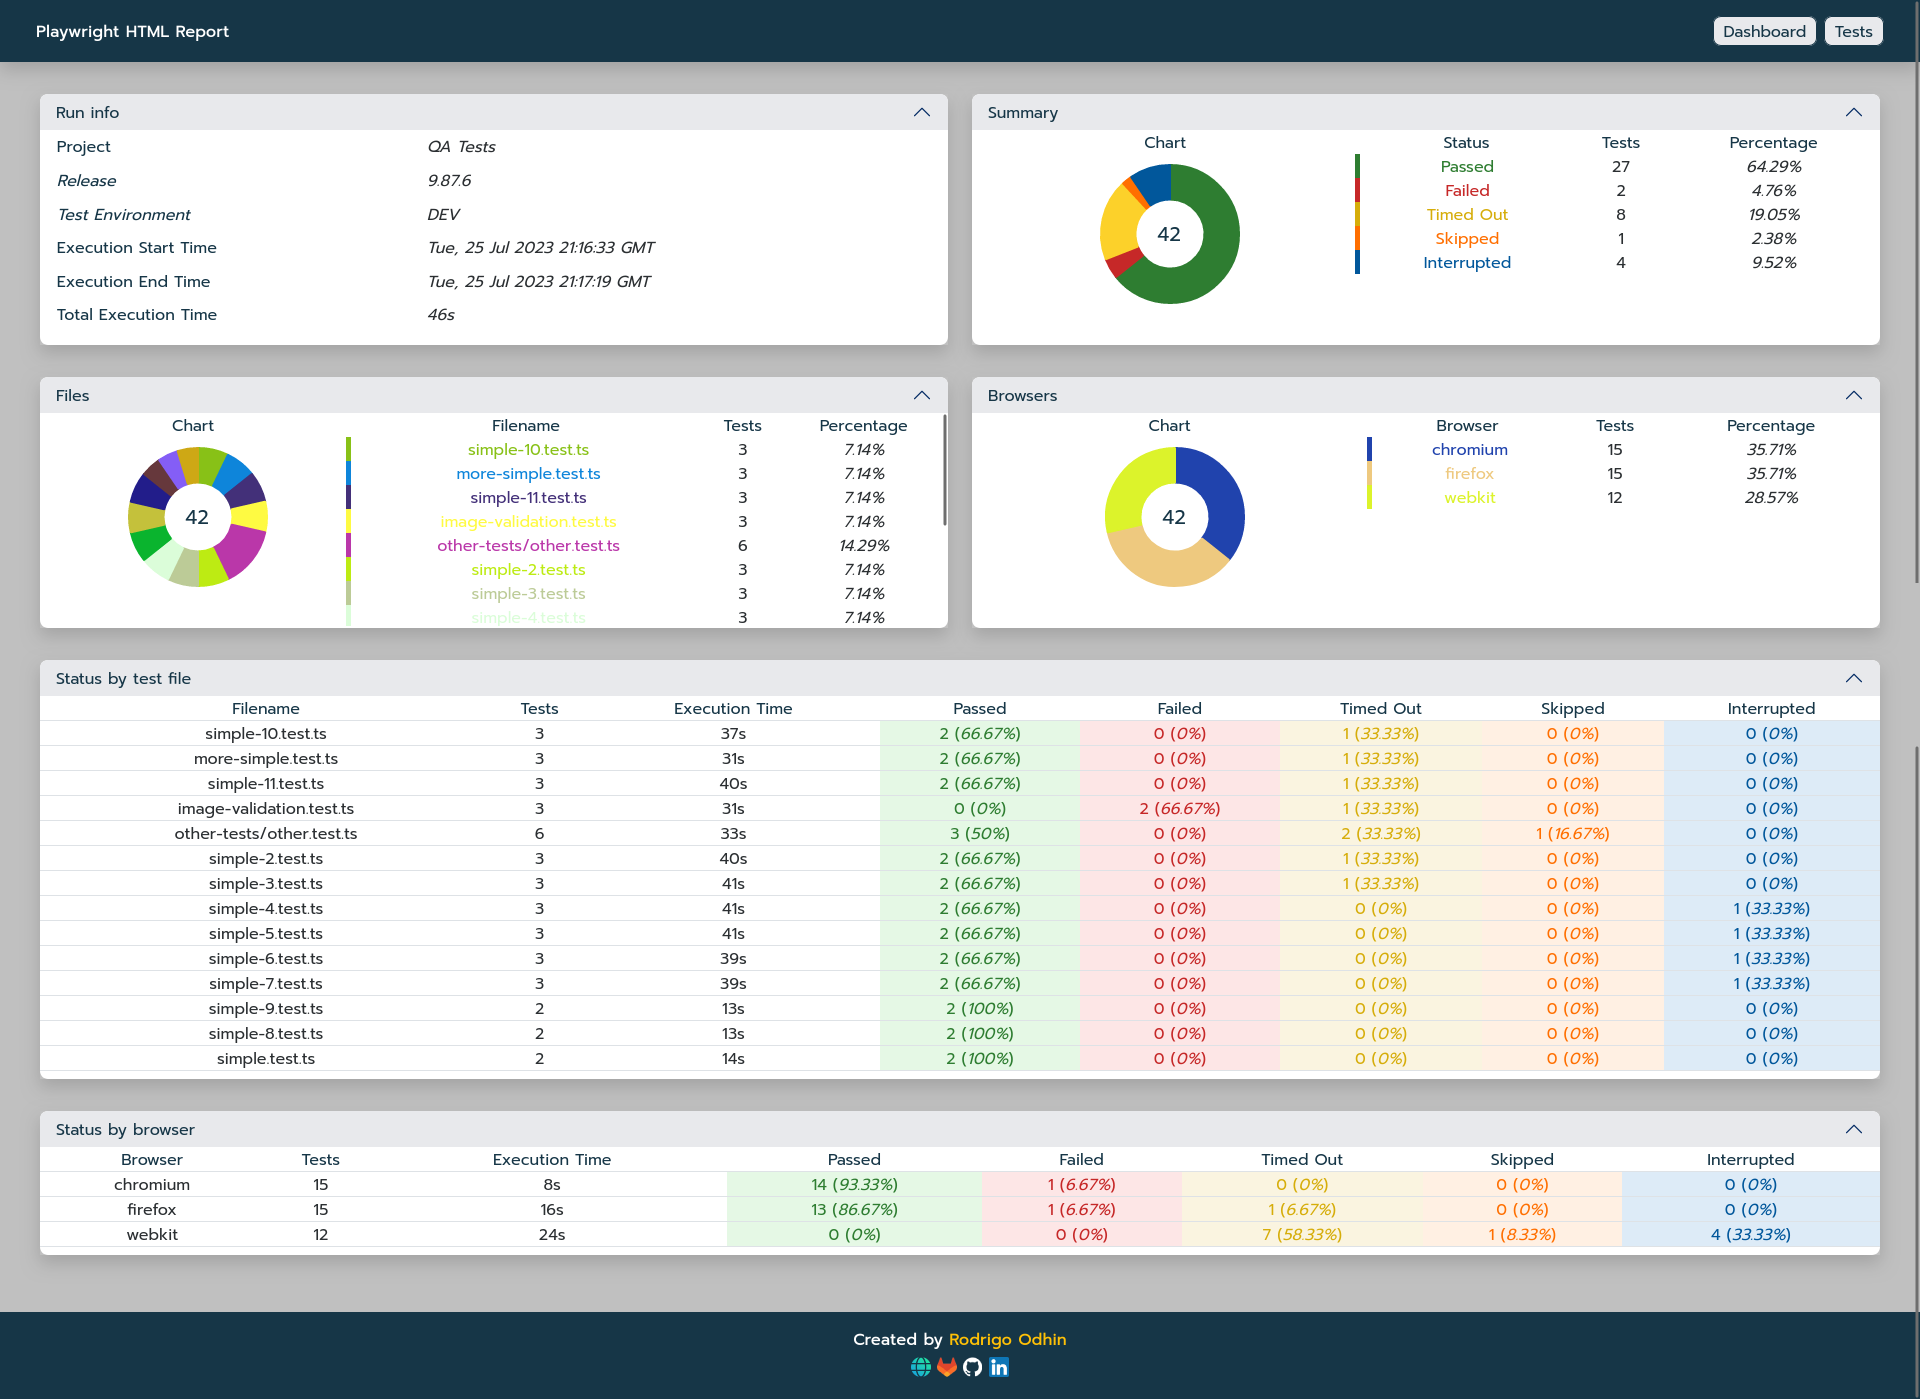 Playwright HTML Report
Dashboard
Tests
Run info
Project QA Tests
Release 9.87.6
Test Environment DEV
Execution Start Time Tue, 25 Jul 2023 21:16:33 GMT
Execution End Time Tue, 25 Jul 2023 21:17:19 GMT
Total Execution Time 46s
Summary
Chart Status Tests Percentage
Passed 27 64.29%
Failed 2 4.76%
Timed Out 8 19.05%
Skipped 1 2.38%
Interrupted 4 9.52%
42
Files
Chart Filename Tests Percentage
simple-10.test.ts 3 7.14%
more-simple.test.ts 3 7.14%
simple-11.test.ts 3 7.14%
image-validation.test.ts 3 7.14%
other-tests/other.test.ts 6 14.29%
simple-2.test.ts 3 7.14%
simple-3.test.ts 3 7.14%
simple-4.test.ts 3 7.14%
42
Browsers
Chart Browser Tests Percentage
chromium 15 35.71%
firefox 15 35.71%
webkit 12 28.57%
42
Status by test file
Filename Tests Execution Time Passed Failed Timed Out Skipped Interrupted
simple-10.test.ts 3 37s 2 (66.67%) 0 (0%) 1 (33.33%) 0 (0%) 0 (0%)
more-simple.test.ts 3 31s 2 (66.67%) 0 (0%) 1 (33.33%) 0 (0%) 0 (0%)
simple-11.test.ts 3 40s 2 (66.67%) 0 (0%) 1 (33.33%) 0 (0%) 0 (0%)
image-validation.test.ts 3 31s 0 (0%) 2 (66.67%) 1 (33.33%) 0 (0%) 0 (0%)
other-tests/other.test.ts 6 33s 3 (50%) 0 (0%) 2 (33.33%) 1 (16.67%) 0 (0%)
simple-2.test.ts 3 40s 2 (66.67%) 0 (0%) 1 (33.33%) 0 (0%) 0 (0%)
simple-3.test.ts 3 41s 2 (66.67%) 0 (0%) 1 (33.33%) 0 (0%) 0 (0%)
simple-4.test.ts 3 41s 2 (66.67%) 0 (0%) 0 (0%) 0 (0%) 1 (33.33%)
simple-5.test.ts 3 41s 2 (66.67%) 0 (0%) 0 (0%) 0 (0%) 1 (33.33%)
simple-6.test.ts 3 39s 2 (66.67%) 0 (0%) 0 (0%) 0 (0%) 1 (33.33%)
simple-7.test.ts 3 39s 2 (66.67%) 0 (0%) 0 (0%) 0 (0%) 1 (33.33%)
simple-9.test.ts 2 13s 2 (100%) 0 (0%) 0 (0%) 0 (0%) 0 (0%)
simple-8.test.ts 2 13s 2 (100%) 0 (0%) 0 (0%) 0 (0%) 0 (0%)
simple.test.ts 2 14s 2 (100%) 0 (0%) 0 (0%) 0 (0%) 0 (0%)
Status by browser
Browser Tests Execution Time Passed Failed Timed Out Skipped Interrupted
chromium 15 8s 14 (93.33%) 1 (6.67%) 0 (0%) 0 (0%) 0 (0%)
firefox 15 16s 13 (86.67%) 1 (6.67%) 1 (6.67%) 0 (0%) 0 (0%)
webkit 12 24s 0 (0%) 0 (0%) 7 (58.33%) 1 (8.33%) 4 (33.33%)
Created by Rodrigo Odhin
in